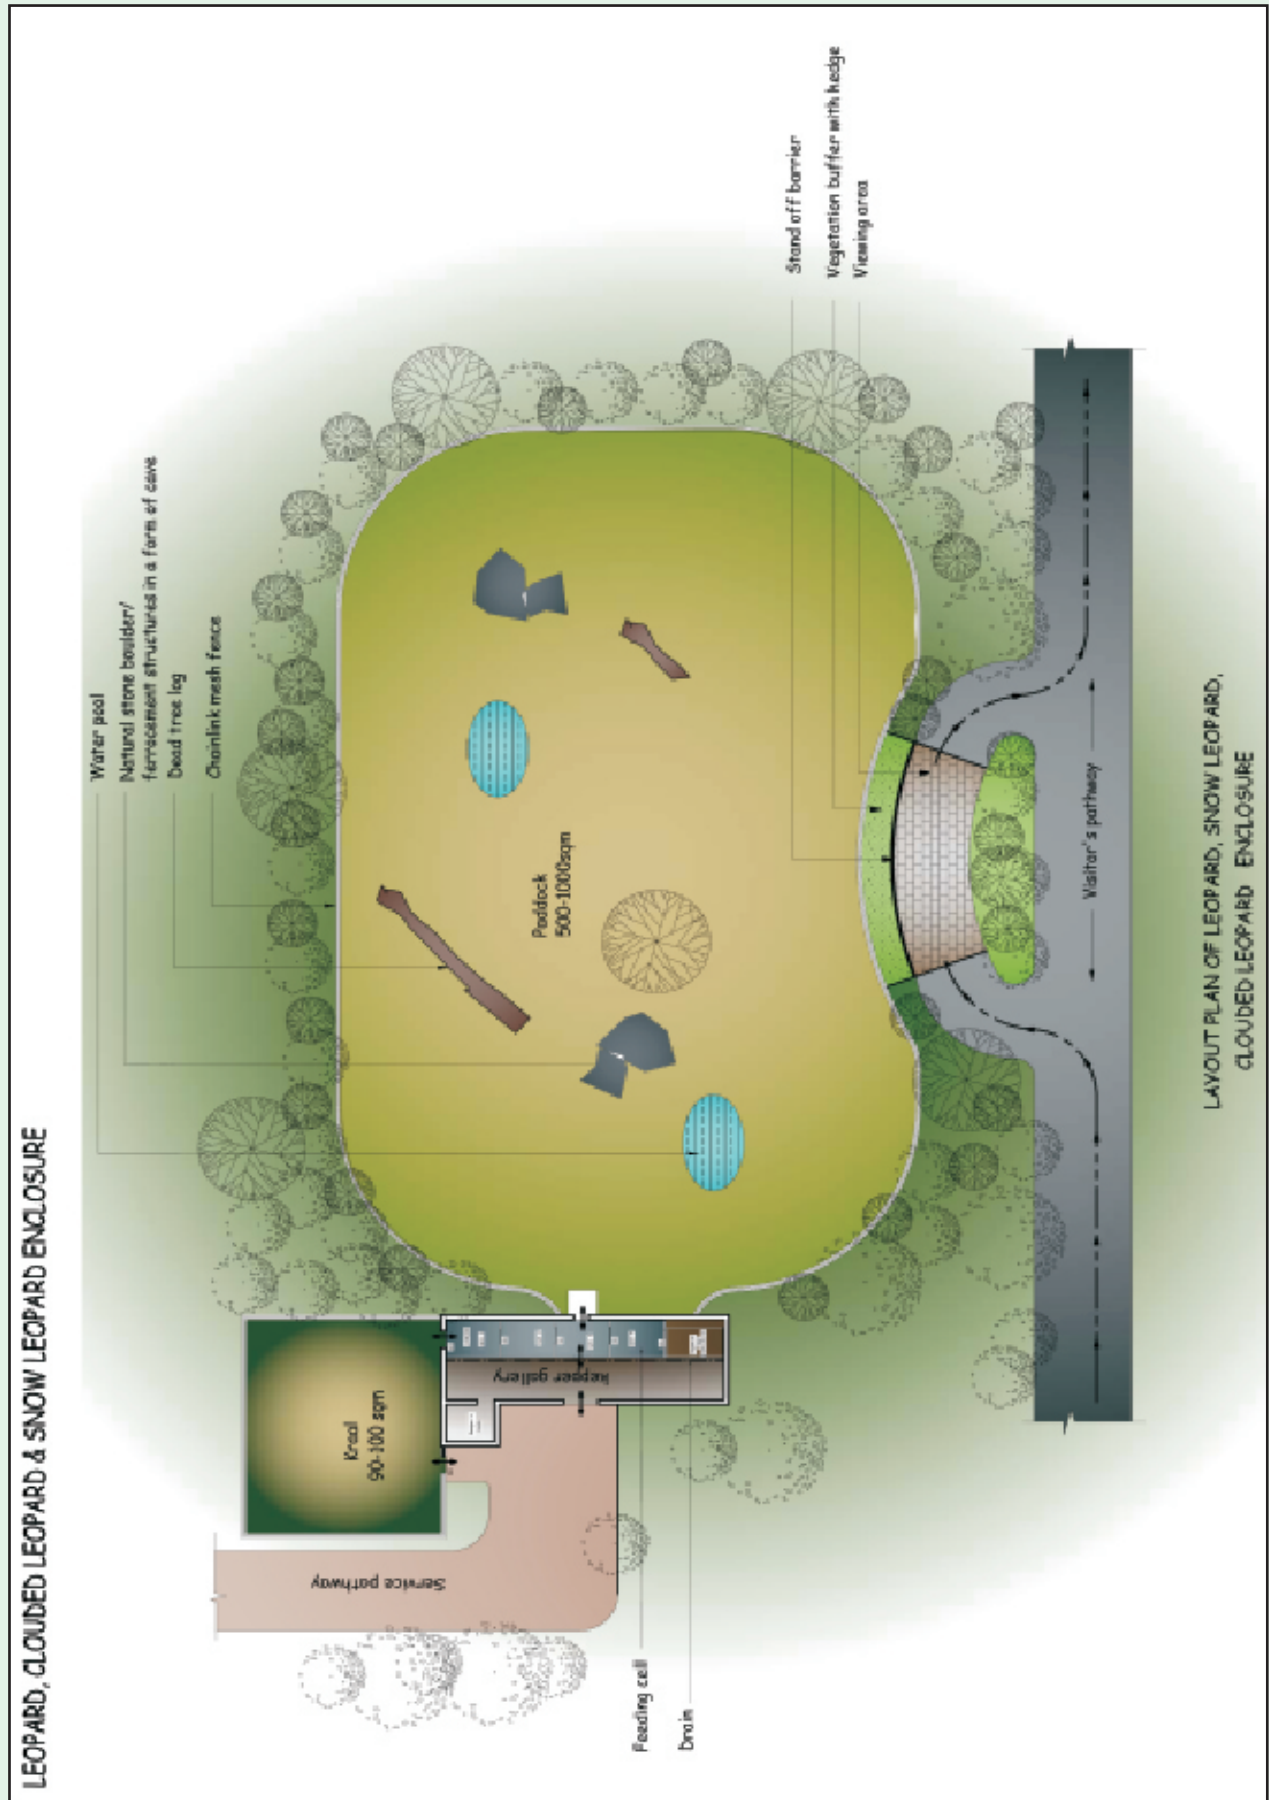 LEOPARD, CLOUDED LEOPARD & SNOW LEOPARD ENCLOSURE
Water pool
Natural stone boulder/
ferrocement structures in a form of cave
Dead tree log
Chainlink mesh fence
Stand off barrier
Vegetation buffer with hedge
Viewing area
Paddock
500-1000sqm
Kraal
90-100 sqm
keeper gallery
Service pathway
Feeding cell
Drain
Visitor's pathway
LAYOUT PLAN OF LEOPARD, SNOW LEOPARD,
CLOUDED LEOPARD ENCLOSURE